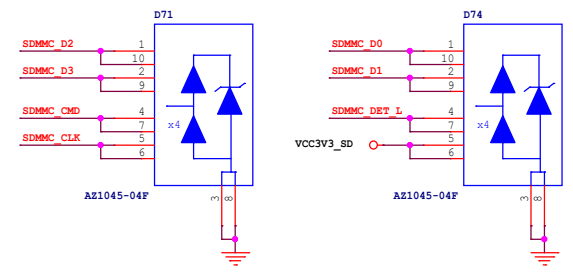 D71
SDMMC_D2 1
10
SDMMC_D3 2
9
SDMMC_CMD 4
7
SDMMC_CLK 5
6
x4
AZ1045-04F
3 8
D74
SDMMC_D0 1
10
SDMMC_D1 2
9
SDMMC_DET_L 4
7
VCC3V3_SD 5
6
x4
AZ1045-04F
3 8